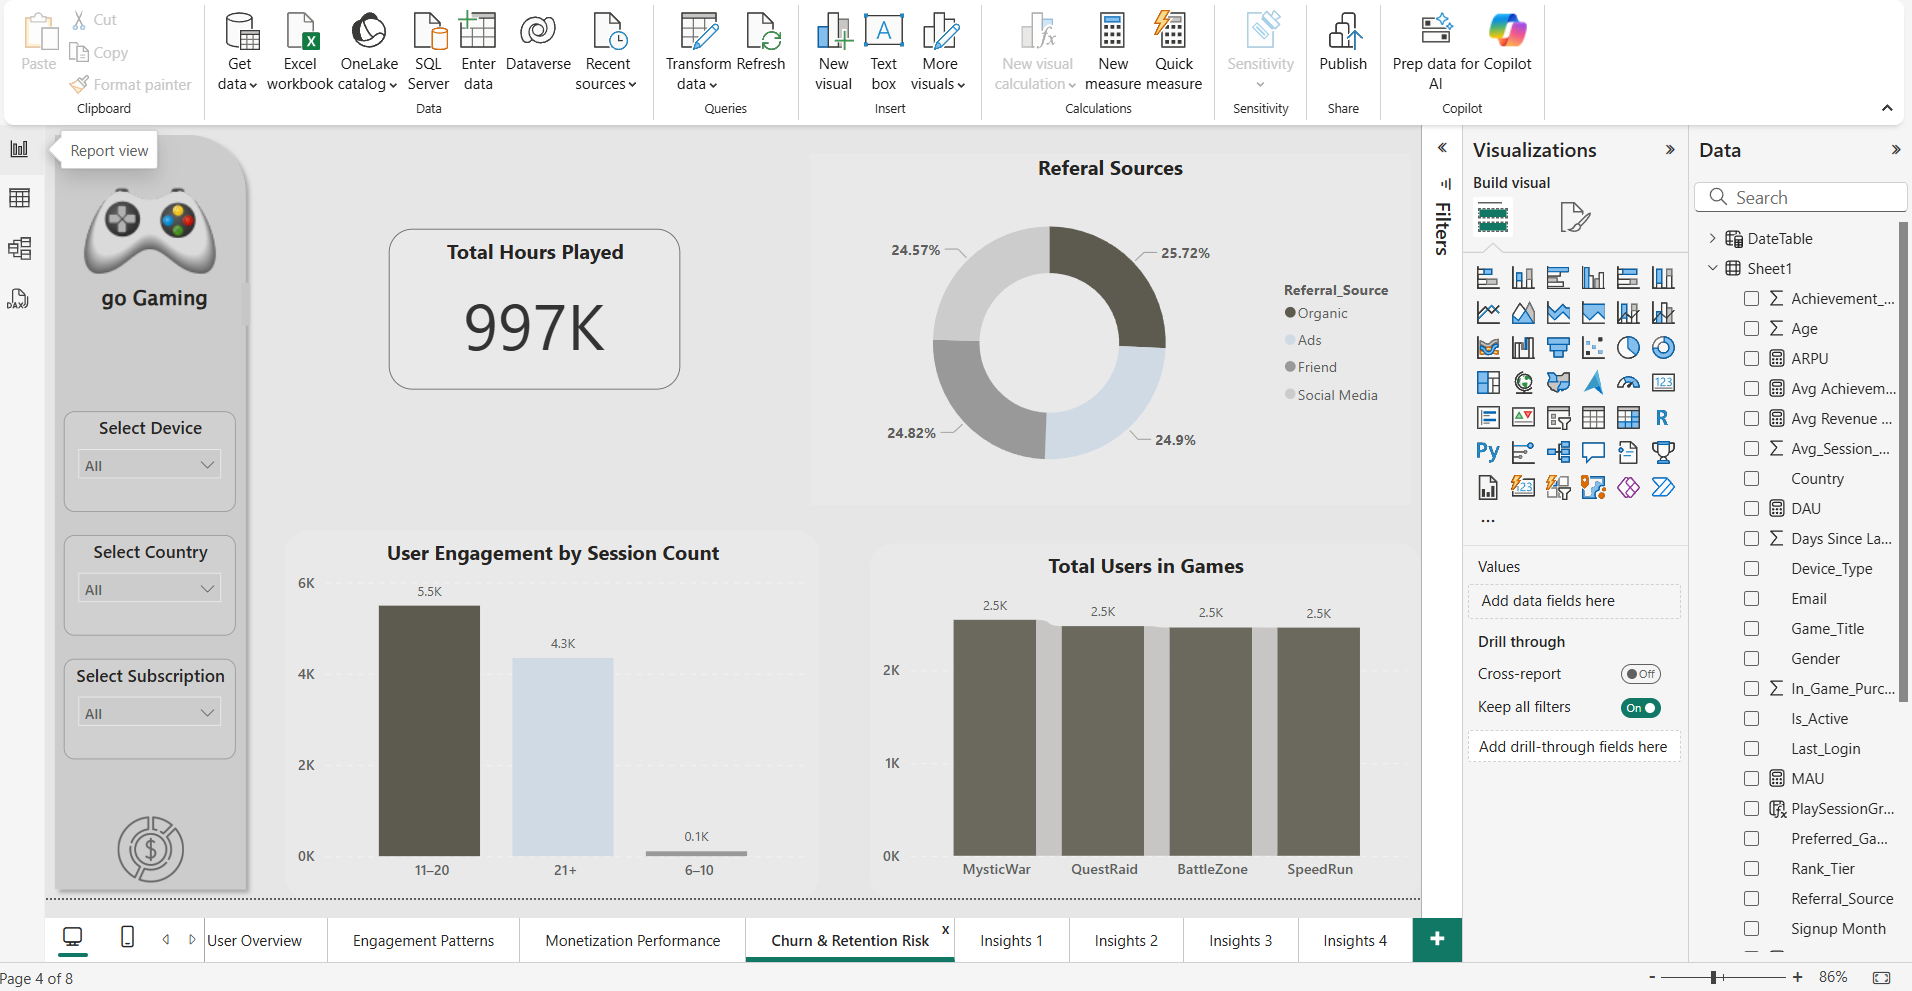 Paste
Cut
Copy
Format painter
Clipboard
Get data
Excel workbook
OneLake catalog
SQL Server
Enter data
Dataverse
Recent sources
Data
Transform data
Refresh
Queries
New visual
Text box
More visuals
Insert
New visual calculation
New measure
Quick measure
Calculations
Sensitivity
Sensitivity
Publish
Share
Prep data for AI
Copilot
Copilot
Report view
go Gaming
Select Device
All
Select Country
All
Select Subscription
All
Total Hours Played
997K
Referal Sources
24.57%
25.72%
24.82%
24.9%
Referral_Source
Organic
Ads
Friend
Social Media
User Engagement by Session Count
6K
4K
2K
0K
5.5K
4.3K
0.1K
11–20
21+
6–10
Total Users in Games
2K
1K
0K
2.5K
2.5K
2.5K
2.5K
MysticWar
QuestRaid
BattleZone
SpeedRun
Filters
Visualizations
Build visual
123
R
Py
123
...
Values
Add data fields here
Drill through
Cross-report
Off
Keep all filters
On
Add drill-through fields here
Data
Search
DateTable
Sheet1
Achievement_...
Age
ARPU
Avg Achievem...
Avg Revenue ...
Avg_Session_...
Country
DAU
Days Since La...
Device_Type
Email
Game_Title
Gender
In_Game_Purc...
Is_Active
Last_Login
MAU
PlaySessionGr...
Preferred_Ga...
Rank_Tier
Referral_Source
Signup Month
DAX
User Overview
Engagement Patterns
Monetization Performance
Churn & Retention Risk
x
Insights 1
Insights 2
Insights 3
Insights 4
+
Page 4 of 8
- + 86%